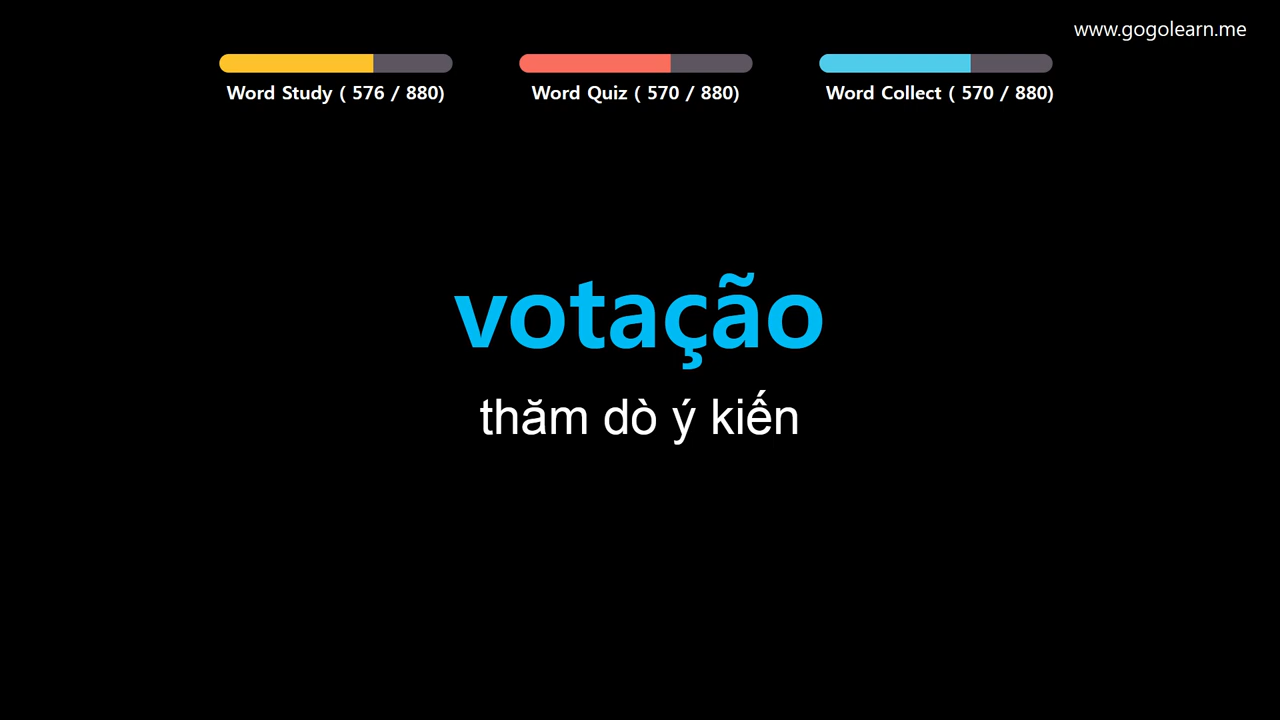 www.gogolearn.me
Word Study ( 576 / 880)
Word Quiz ( 570 / 880)
Word Collect ( 570 / 880)
votação
thăm dò ý kiến